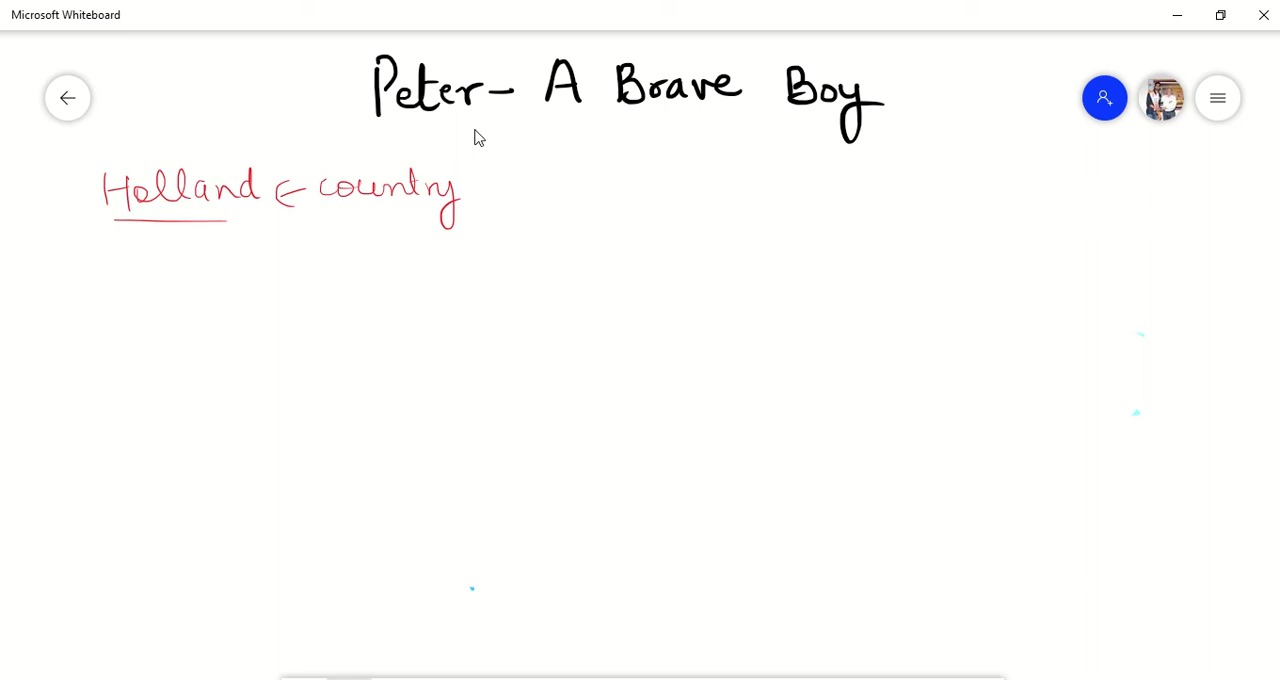 Microsoft Whiteboard
Peter- A Brave Boy
Holland ← country